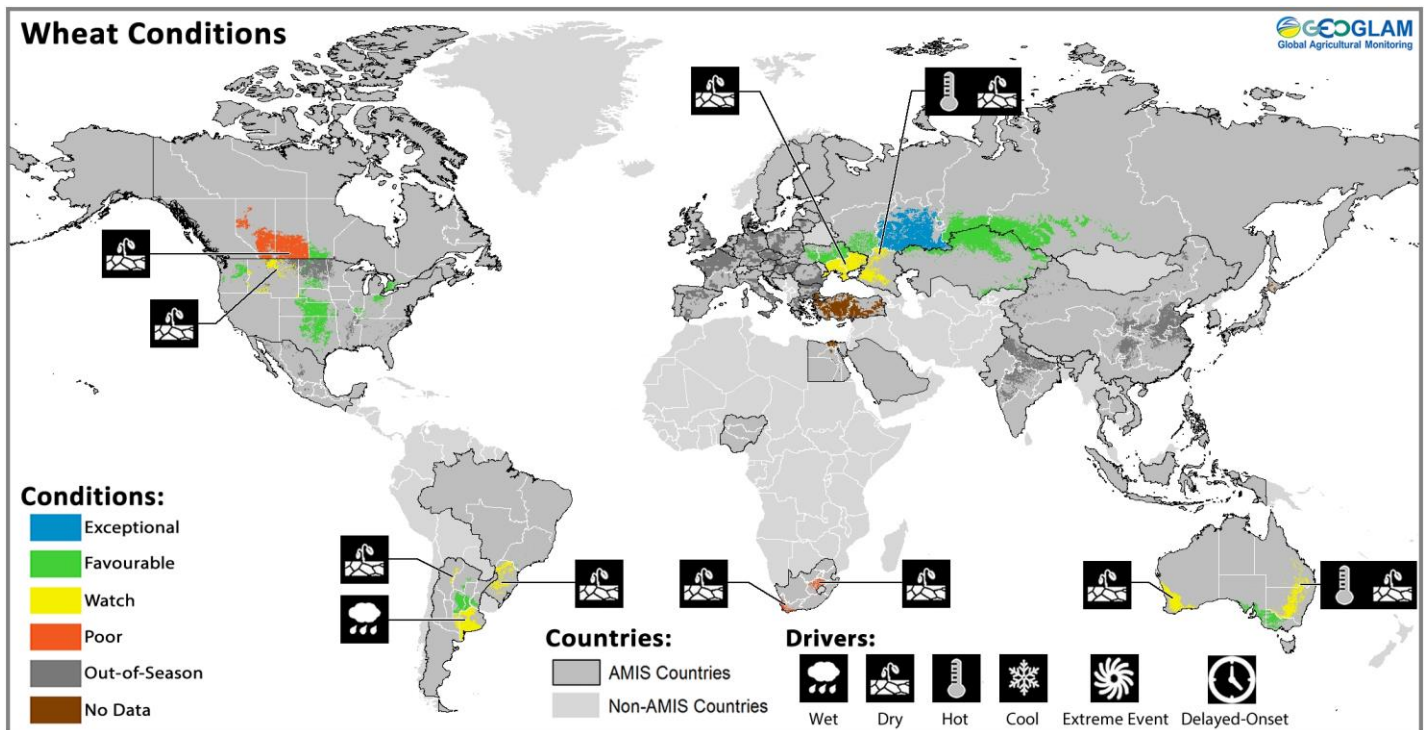 Wheat Conditions
GEOGLAM
Global Agricultural Monitoring
Conditions:
Exceptional
Favourable
Watch
Poor
Out-of-Season
No Data
Countries:
AMIS Countries
Non-AMIS Countries
Drivers:
Wet
Dry
Hot
Cool
Extreme Event
Delayed-Onset